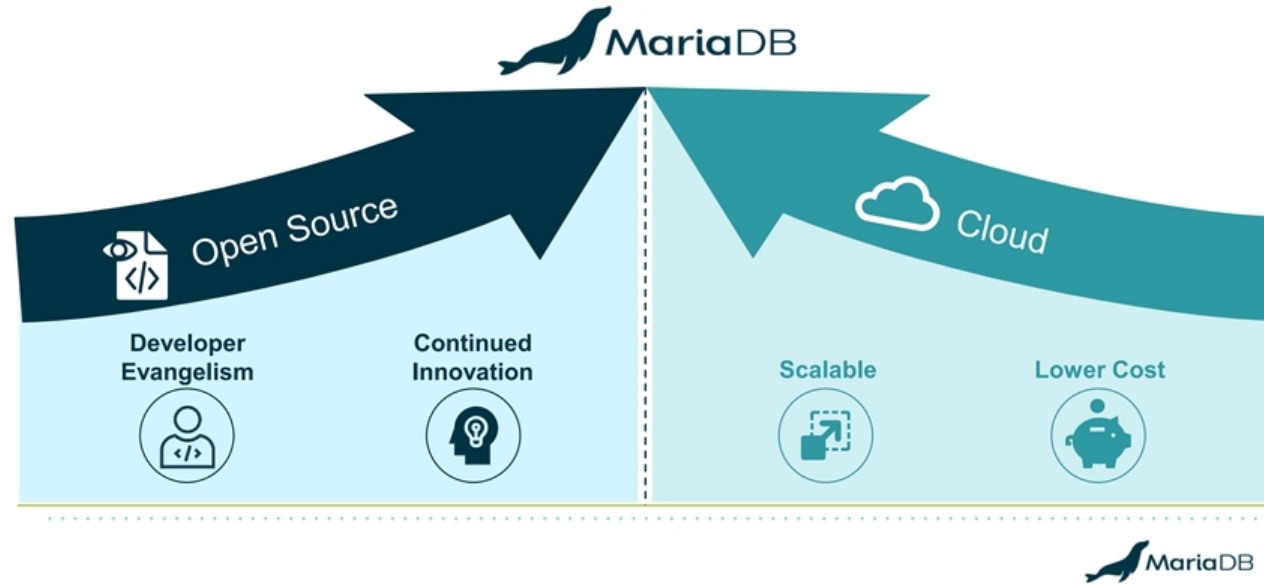 MariaDB
Open Source
Cloud
Developer
Evangelism
</>
Continued
Innovation
Scalable
Lower Cost
</>
MariaDB